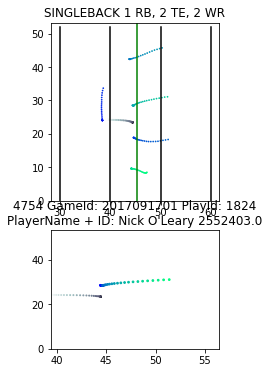 SINGLEBACK 1 RB, 2 TE, 2 WR
50
40
30
20
10
0
30 40 50 60
4754 GameId: 2017091701 PlayId: 1824
PlayerName + ID: Nick O'Leary 2552403.0
40
20
0
40 45 50 55